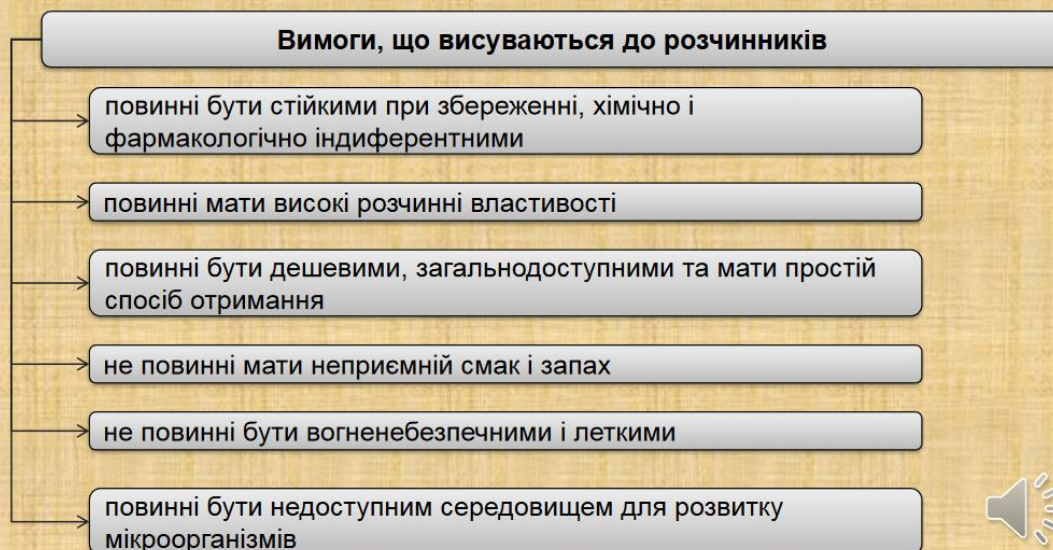 Вимоги, що висуваються до розчинників
повинні бути стійкими при збереженні, хімічно і
фармакологічно індиферентними
повинні мати високі розчинні властивості
повинні бути дешевими, загальнодоступними та мати простій
спосіб отримання
не повинні мати неприємній смак і запах
не повинні бути вогненебезпечними і леткими
повинні бути недоступним середовищем для розвитку
мікроорганізмів